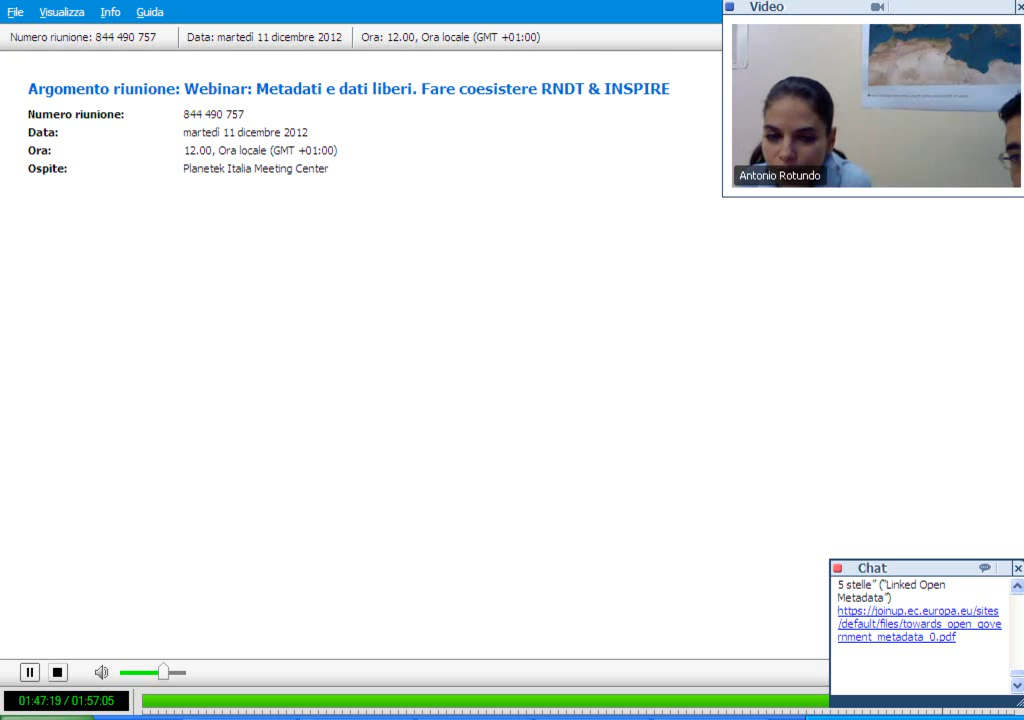 File Visualizza Info Guida
Video
Numero riunione: 844 490 757 Data: martedì 11 dicembre 2012 Ora: 12.00, Ora locale (GMT +01:00)
Argomento riunione: Webinar: Metadati e dati liberi. Fare coesistere RNDT & INSPIRE
Numero riunione: 844 490 757
Data: martedì 11 dicembre 2012
Ora: 12.00, Ora locale (GMT +01:00)
Ospite: Planetek Italia Meeting Center
Antonio Rotundo
Chat
5 stelle” (“Linked Open
Metadata”)
https://joinup.ec.europa.eu/sites
/default/files/towards_open_gove
rnment_metadata_0.pdf
01:47:19 / 01:57:05